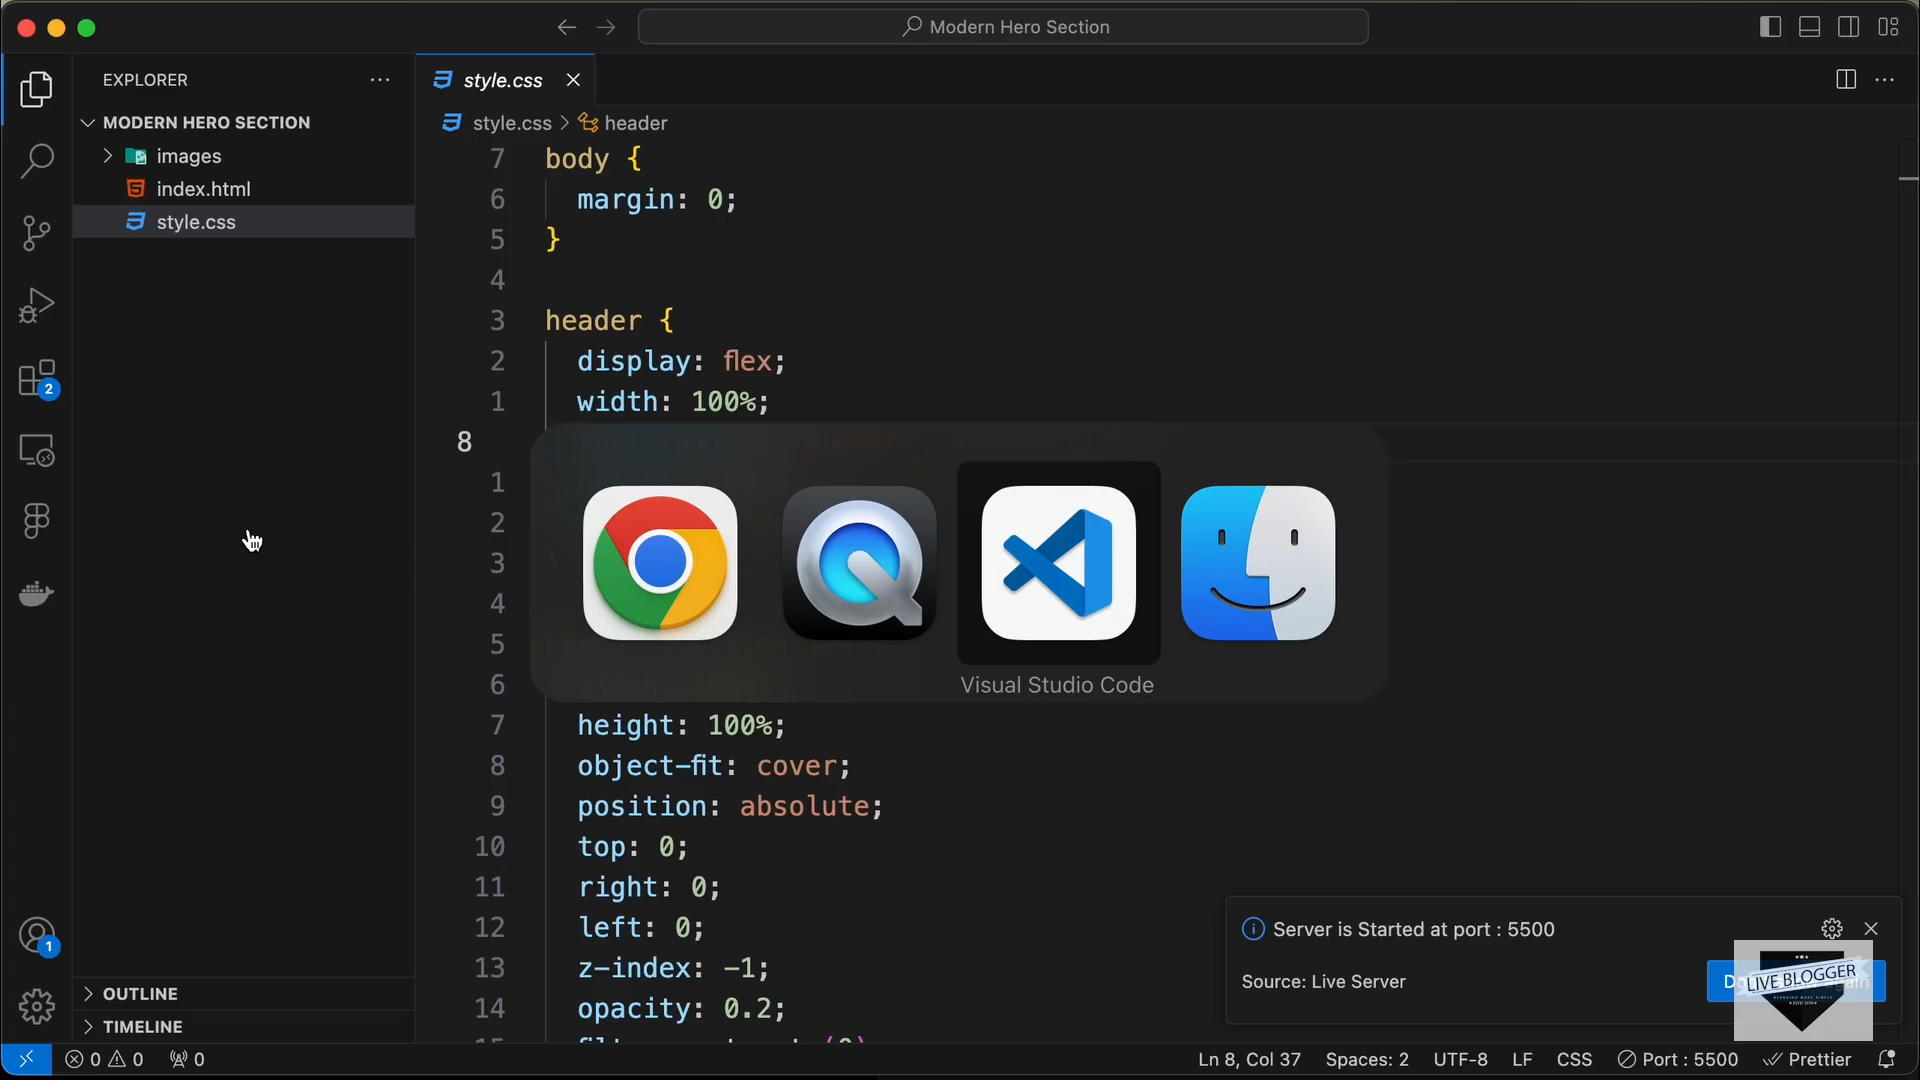 Modern Hero Section
EXPLORER
style.css
MODERN HERO SECTION
style.css > header
images
index.html
style.css
7 body {
6 margin: 0;
5 }
4
3 header {
2 display: flex;
1 width: 100%;
8
1
2
3
4
5
6
Visual Studio Code
7 height: 100%;
8 object-fit: cover;
9 position: absolute;
10 top: 0;
11 right: 0;
12 left: 0;
13 z-index: -1;
14 opacity: 0.2;
2
1
Server is Started at port : 5500
Source: Live Server
LIVE BLOGGER
OUTLINE
TIMELINE
0 0 0
Ln 8, Col 37 Spaces: 2 UTF-8 LF CSS Port : 5500 Prettier